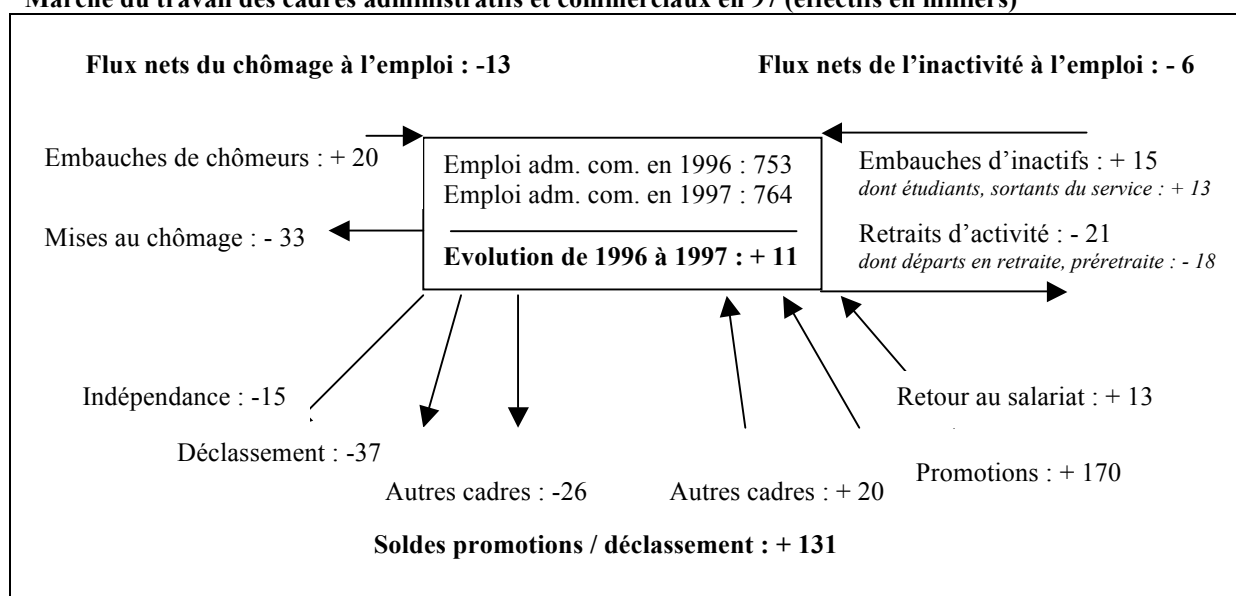 Marché du travail des cadres administratifs et commerciaux en 97 (effectifs en milliers)
Flux nets du chômage à l’emploi : -13
Flux nets de l’inactivité à l’emploi : - 6
Embauches de chômeurs : + 20
Mises au chômage : - 33
Emploi adm. com. en 1996 : 753
Emploi adm. com. en 1997 : 764
Evolution de 1996 à 1997 : + 11
Embauches d’inactifs : + 15
dont étudiants, sortants du service : + 13
Retraits d’activité : - 21
dont départs en retraite, préretraite : - 18
Indépendance : -15
Retour au salariat : + 13
Déclassement : -37
Promotions : + 170
Autres cadres : -26
Autres cadres : + 20
Soldes promotions / déclassement : + 131